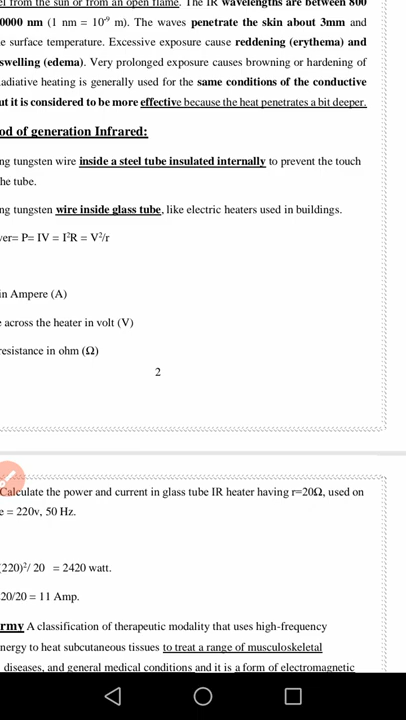 el from the sun or from an open flame. The IR wavelengths are between 800
0000 nm (1 nm = 10⁻⁹ m). The waves penetrate the skin about 3mm and
e surface temperature. Excessive exposure cause reddening (erythema) and
swelling (edema). Very prolonged exposure causes browning or hardening of
adiative heating is generally used for the same conditions of the conductive
ut it is considered to be more effective because the heat penetrates a bit deeper.
od of generation Infrared:
ng tungsten wire inside a steel tube insulated internally to prevent the touch
he tube.
ng tungsten wire inside glass tube, like electric heaters used in buildings.
ver= P= IV = I²R = V²/r
in Ampere (A)
e across the heater in volt (V)
resistance in ohm (Ω)
2
Calculate the power and current in glass tube IR heater having r=20Ω, used on
e = 220v, 50 Hz.
(220)²/ 20 = 2420 watt.
20/20 = 11 Amp.
rmy A classification of therapeutic modality that uses high-frequency
nergy to heat subcutaneous tissues to treat a range of musculoskeletal
diseases, and general medical conditions and it is a form of electromagnetic